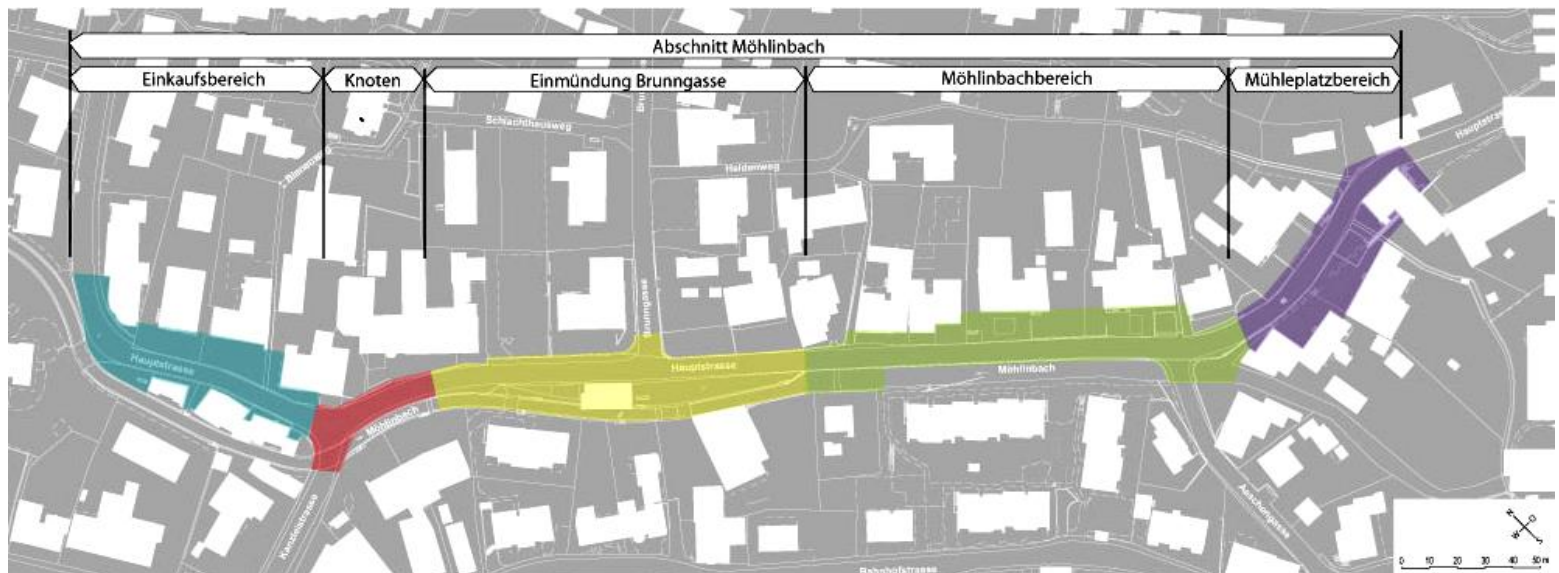 Abschnitt Möhlinbach
Einkaufsbereich
Knoten
Einmündung Brunngasse
Möhlinbachbereich
Mühleplatzbereich
Schlachthausweg
Haldenweg
Brunngasse
Hauptstrasse
Hauptstrasse
Möhlinbach
Möhlinbach
Kanzleistrasse
Bahnhofstrasse
N
O
W
S
0 10 20 30 40 50 m